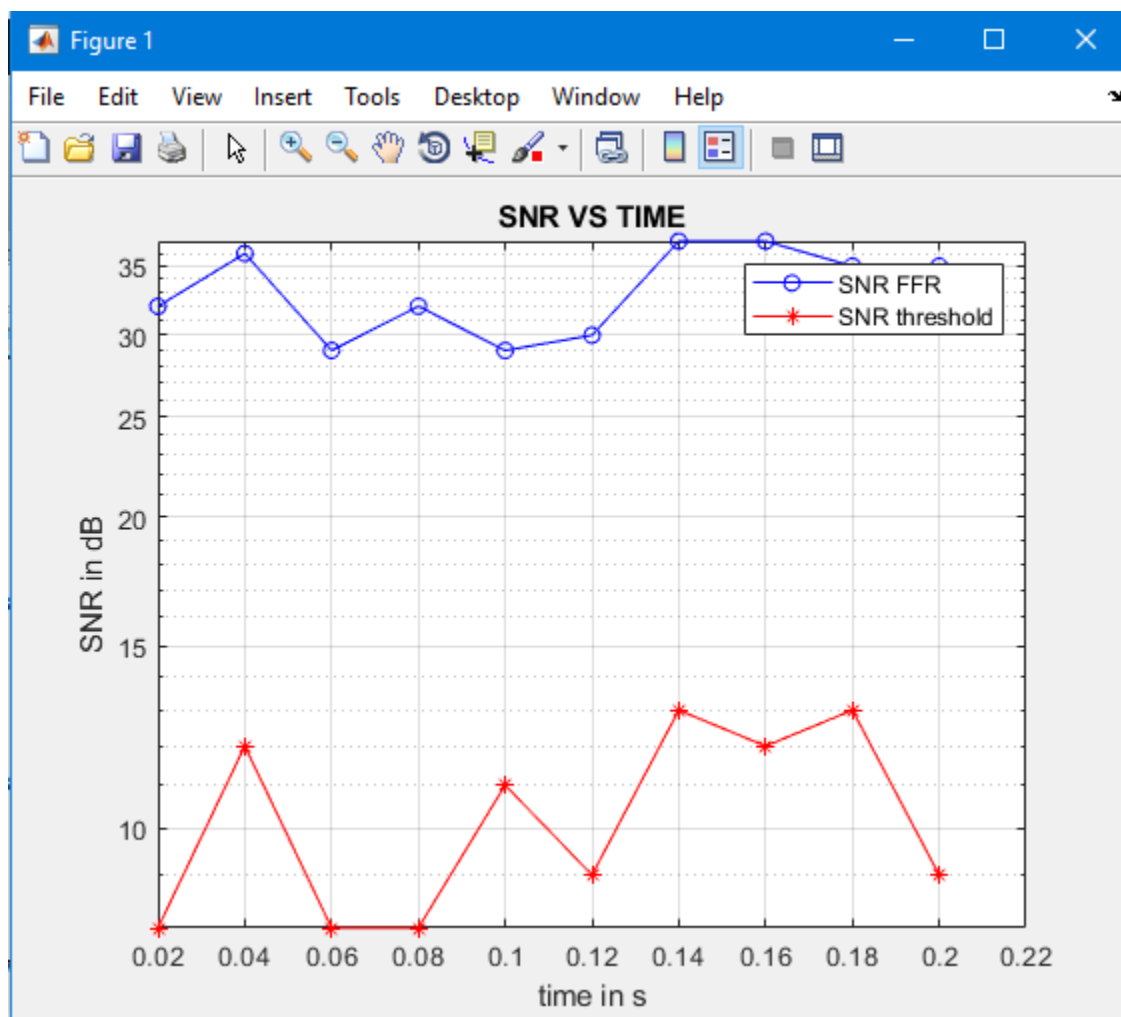 Figure 1
File Edit View Insert Tools Desktop Window Help
SNR VS TIME
35
30
25
20
15
10
SNR in dB
SNR FFR
SNR threshold
0.02 0.04 0.06 0.08 0.1 0.12 0.14 0.16 0.18 0.2 0.22
time in s